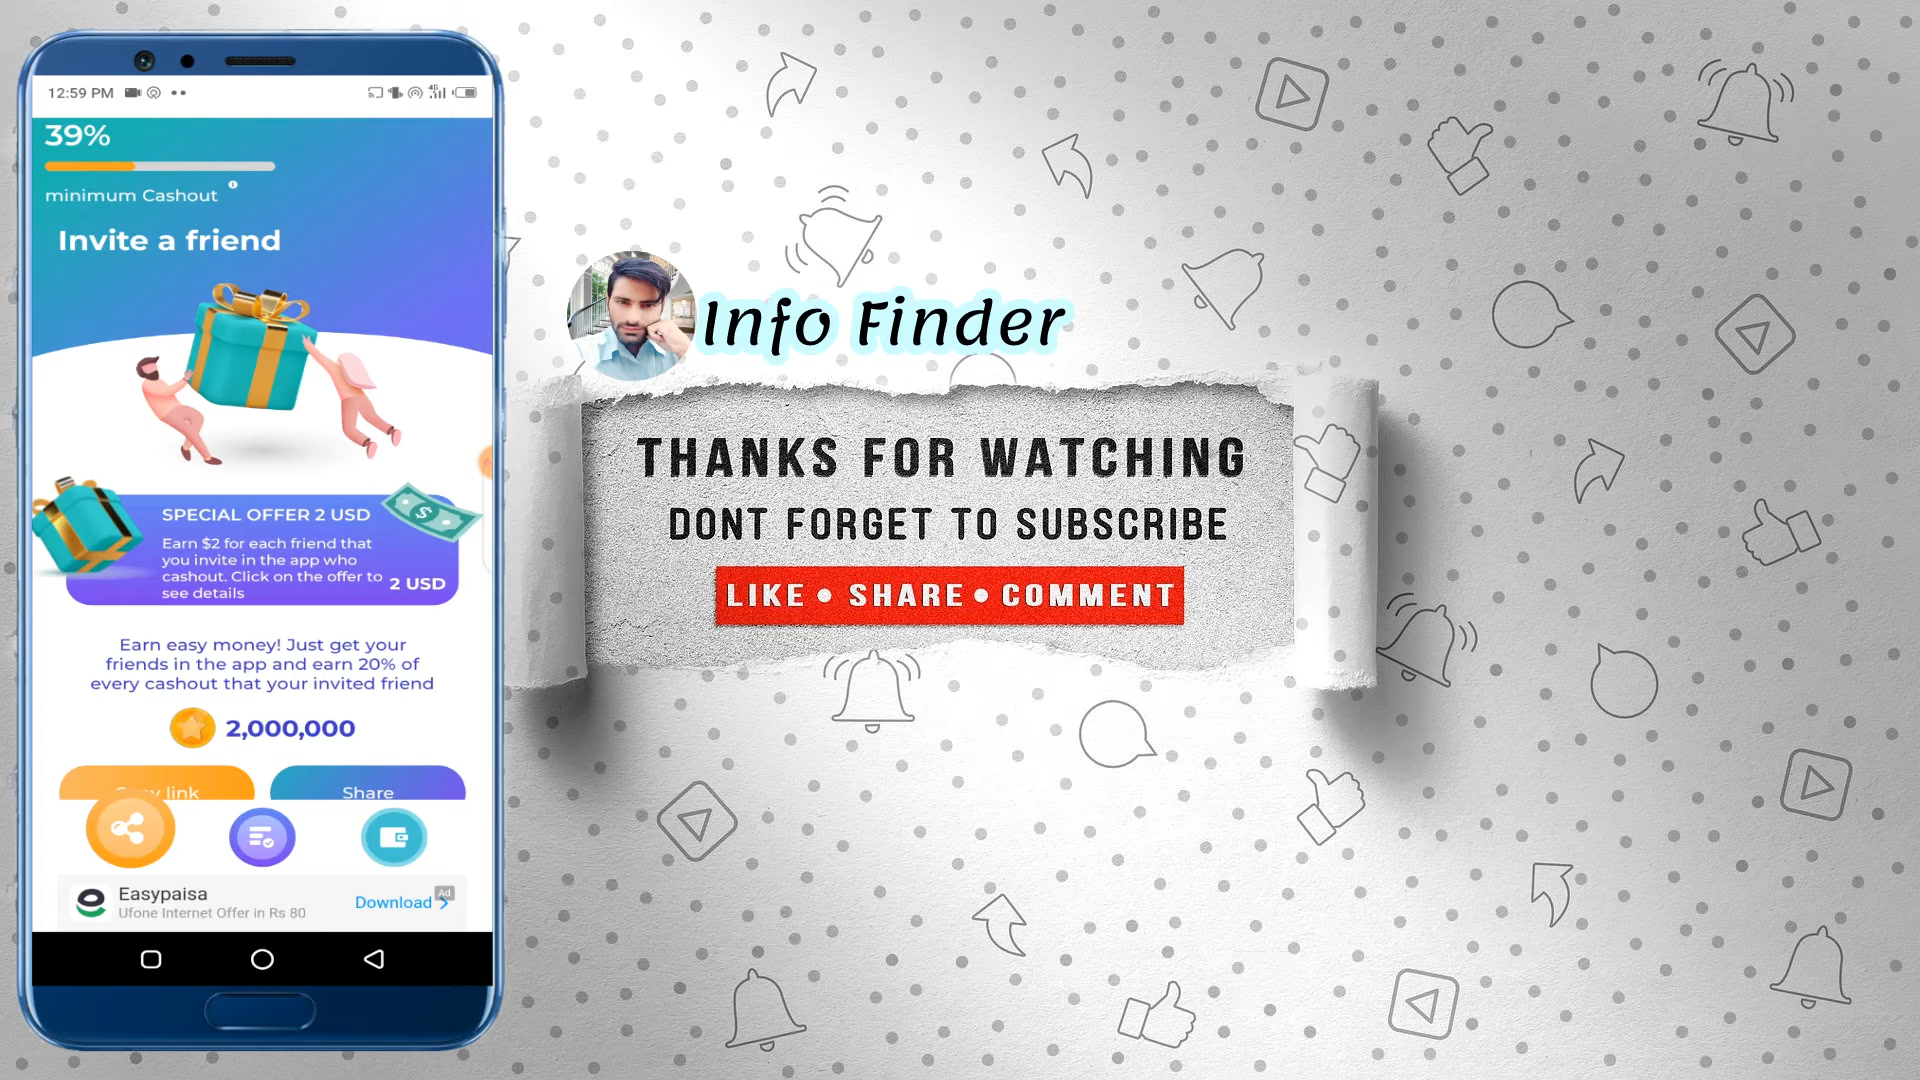 12:59 PM
4G
39%
minimum Cashout
Invite a friend
SPECIAL OFFER 2 USD
Earn $2 for each friend that
you invite in the app who
cashout. Click on the offer to
see details
2 USD
Earn easy money! Just get your
friends in the app and earn 20% of
every cashout that your invited friend
2,000,000
link
Share
Easypaisa
Ufone Internet Offer in Rs 80
Download
Ad
Info Finder
THANKS FOR WATCHING
DONT FORGET TO SUBSCRIBE
LIKE • SHARE • COMMENT